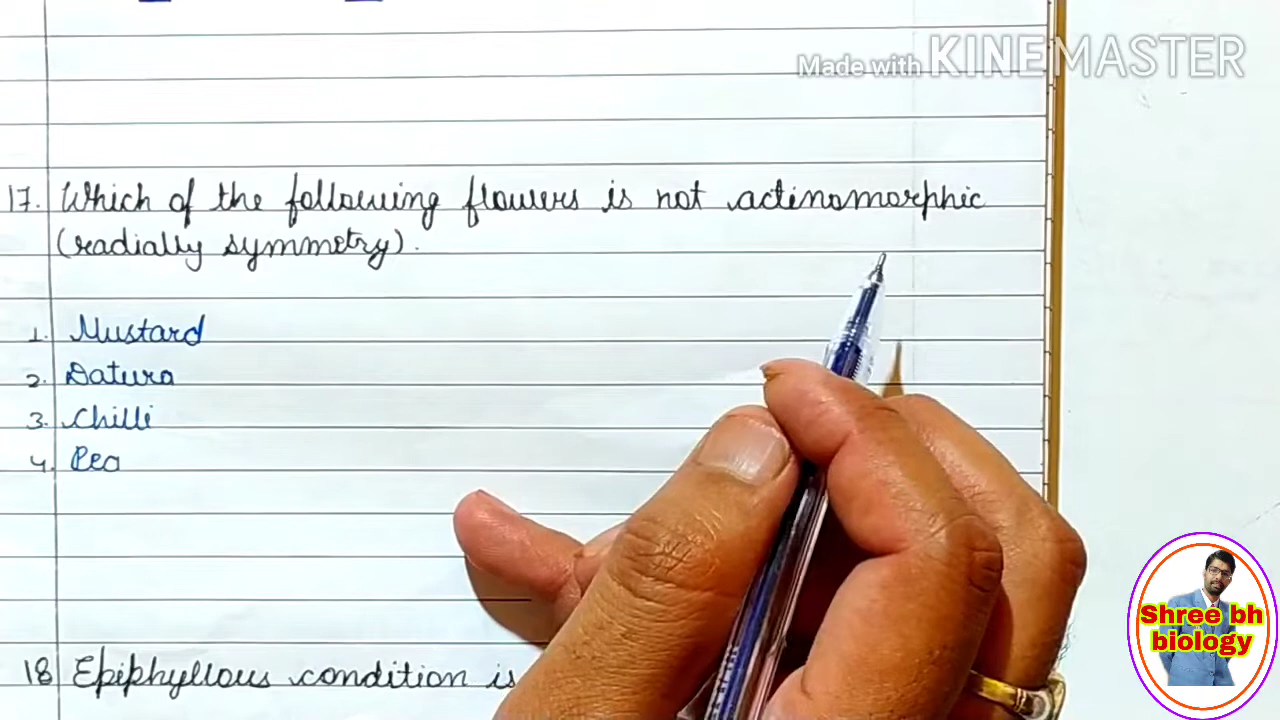 Made with KINEMASTER
17. Which of the following flowers is not actinomorphic
(radially symmetry).
1. Mustard
2. Datura
3. Chilli
4. Pea
18 Epiphyllous condition is
Shree bh
biology